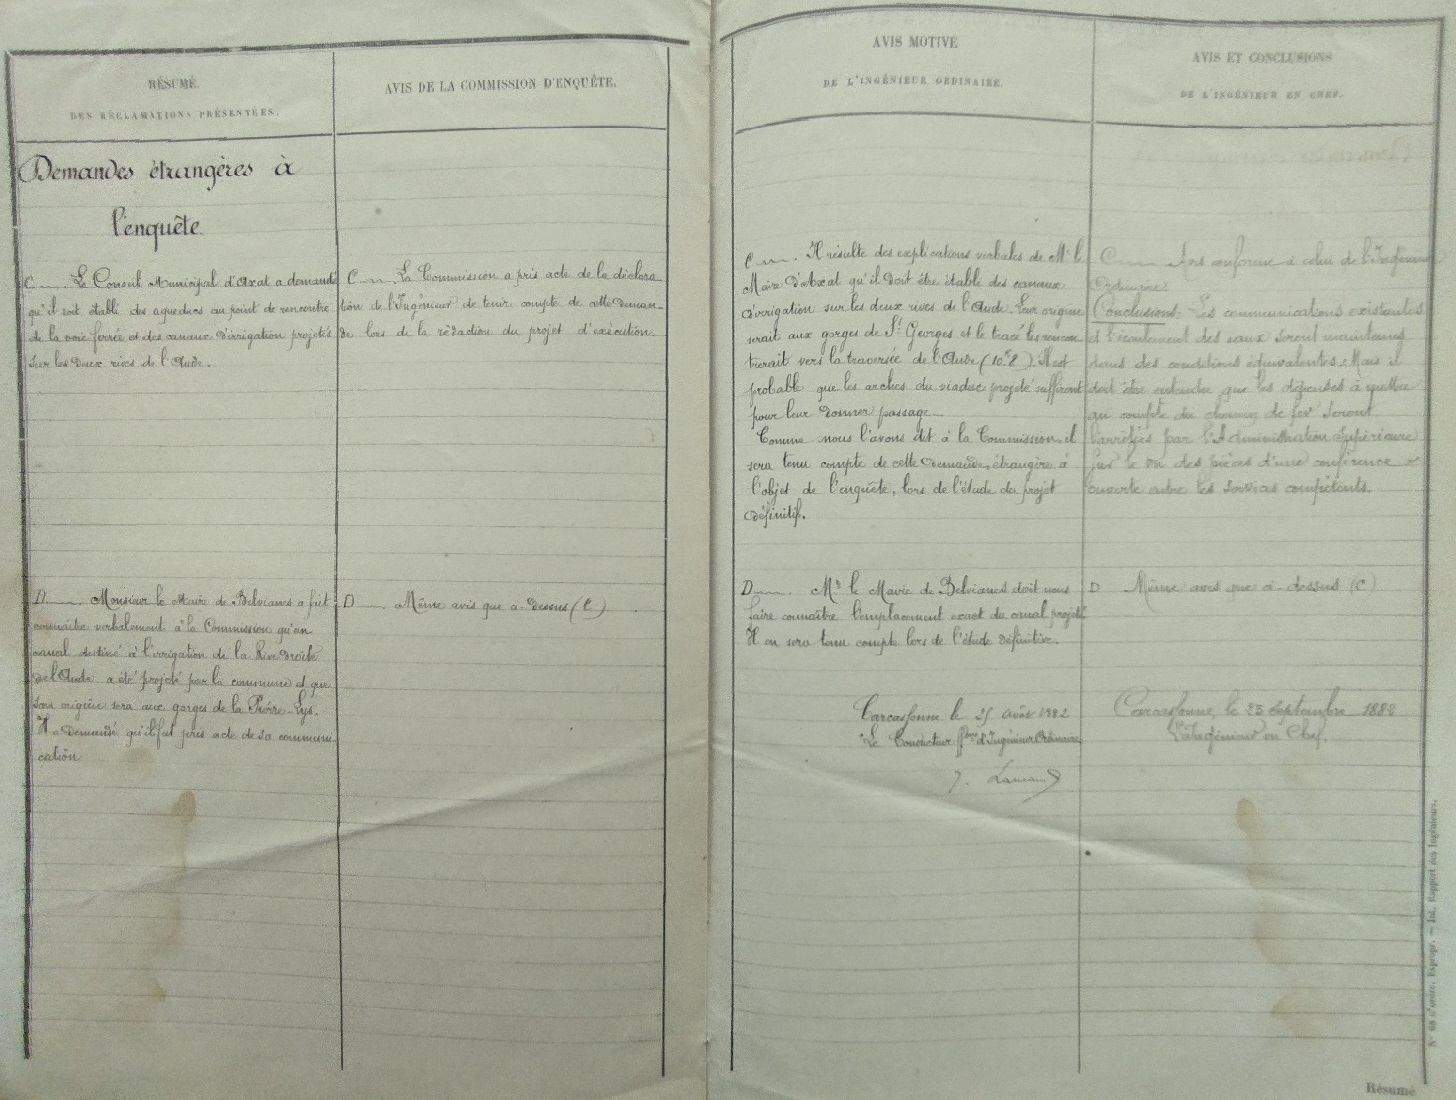 RÉSUMÉ
DES RÉCLAMATIONS PRÉSENTÉES.
Demandes étrangères à
l'enquête.
C. Le Conseil Municipal d'Axat a demandé
qu'il soit établi des aqueducs au point de rencontre
de la voie ferrée et des canaux d'irrigation projetés
sur les deux rives de l'Aude.
D. Monsieur le Maire de Belvianes a fait
connaître verbalement à la Commission qu'un
canal destiné à l'irrigation de la Rive Droite
de l'Aude a été projeté par la commune et que
son origine sera aux gorges de la Pierre-Lys.
Il a demandé qu'il fut pris acte de sa communi-
cation
AVIS DE LA COMMISSION D'ENQUÊTE.
C. La Commission a pris acte de la déclara-
tion de l'Ingénieur de tenir compte de cette deman-
de lors de la rédaction du projet d'exécution
D. Même avis que ci-dessus (C)
AVIS MOTIVÉ
DE L'INGÉNIEUR ORDINAIRE.
C. Il résulte des explications verbales de Mr le
Maire d'Axat qu'il doit être établi des canaux
d'irrigation sur les deux rives de l'Aude. Leur origine
serait aux gorges de St Georges et le tracé les rencon-
trerait vers la traversée de l'Aude
Il est
probable que les arches du viaduc projeté suffiront
pour leur donner passage
Comme nous l'avons dit à la Commission, il
sera tenu compte de cette demande, étrangère à
l'objet de l'enquête, lors de l'étude du projet
définitif.
D. Mr le Maire de Belvianes doit nous
faire connaître l'emplacement exact du canal projeté
Il en sera tenu compte lors de l'étude définitive.
Carcassonne le 25 Août 1882
Le Conducteur ffons d'Ingénieur Ordinaire,
AVIS ET CONCLUSIONS
DE L'INGÉNIEUR EN CHEF.
C. Avis conforme à celui de l'Ingénieur
Ordinaire.
Conclusions. Les communications existantes
et l'écoulement des eaux seront maintenus
dans des conditions équivalentes. Mais il
doit être entendu que les dépenses à mettre
au compte du chemin de fer seront
arrêtées par l'Administration Supérieure
sur le vu des pièces d'une conférence
ouverte entre les services compétents.
D Même avis que ci-dessus (C)
Carcassonne, le 23 Septembre 1882
L'Ingénieur en Chef.
N° 68 d'ordre. Expropr. — Int. Rapport des Ingénieurs.
Résumé